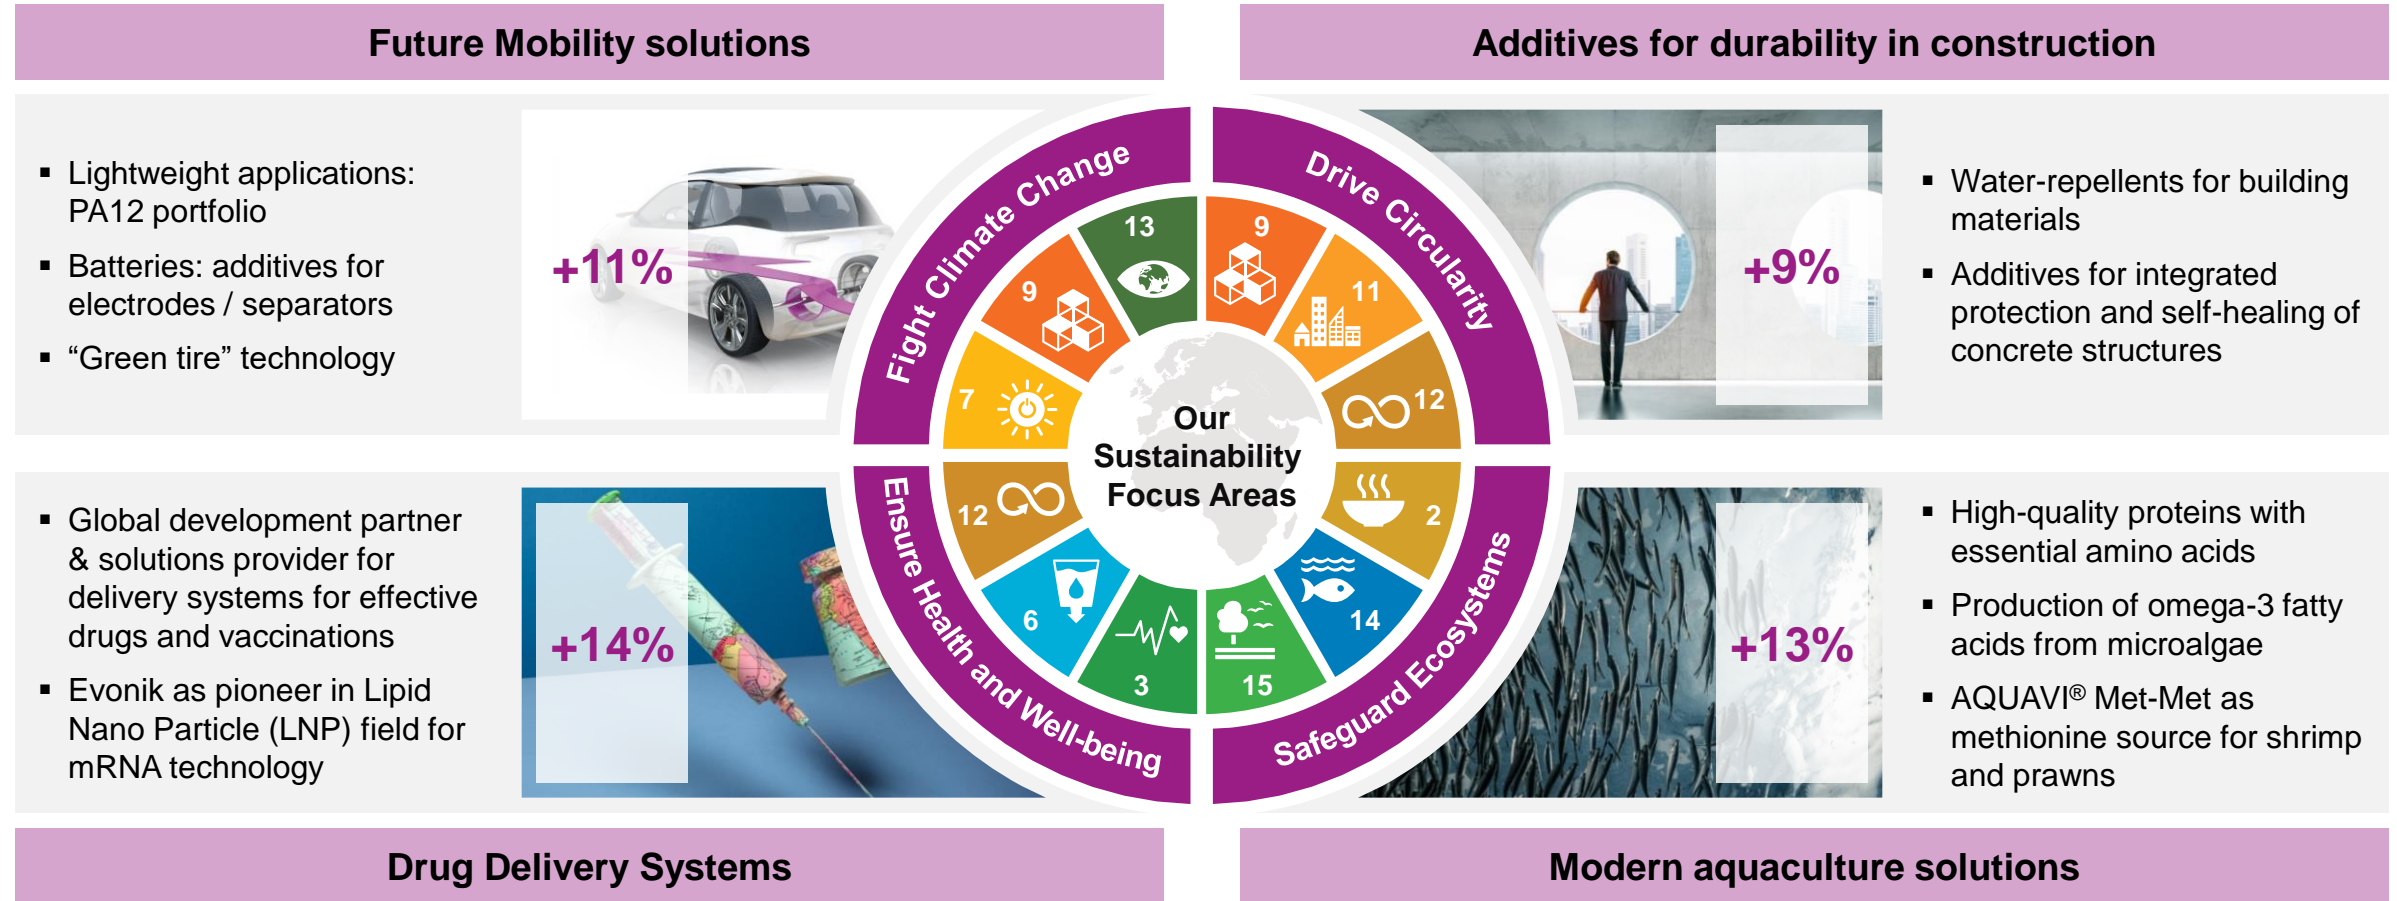 Future Mobility solutions
Additives for durability in construction
▪ Lightweight applications:
PA12 portfolio
▪ Batteries: additives for
electrodes / separators
▪ “Green tire” technology
+11%
Fight Climate Change
13
9
7
Drive Circularity
9
11
12
+9%
▪ Water-repellents for building
materials
▪ Additives for integrated
protection and self-healing of
concrete structures
Our
Sustainability
Focus Areas
▪ Global development partner
& solutions provider for
delivery systems for effective
drugs and vaccinations
▪ Evonik as pioneer in Lipid
Nano Particle (LNP) field for
mRNA technology
+14%
Ensure Health and Well-being
12
6
3
Safeguard Ecosystems
2
14
15
+13%
▪ High-quality proteins with
essential amino acids
▪ Production of omega-3 fatty
acids from microalgae
▪ AQUAVI® Met-Met as
methionine source for shrimp
and prawns
Drug Delivery Systems
Modern aquaculture solutions